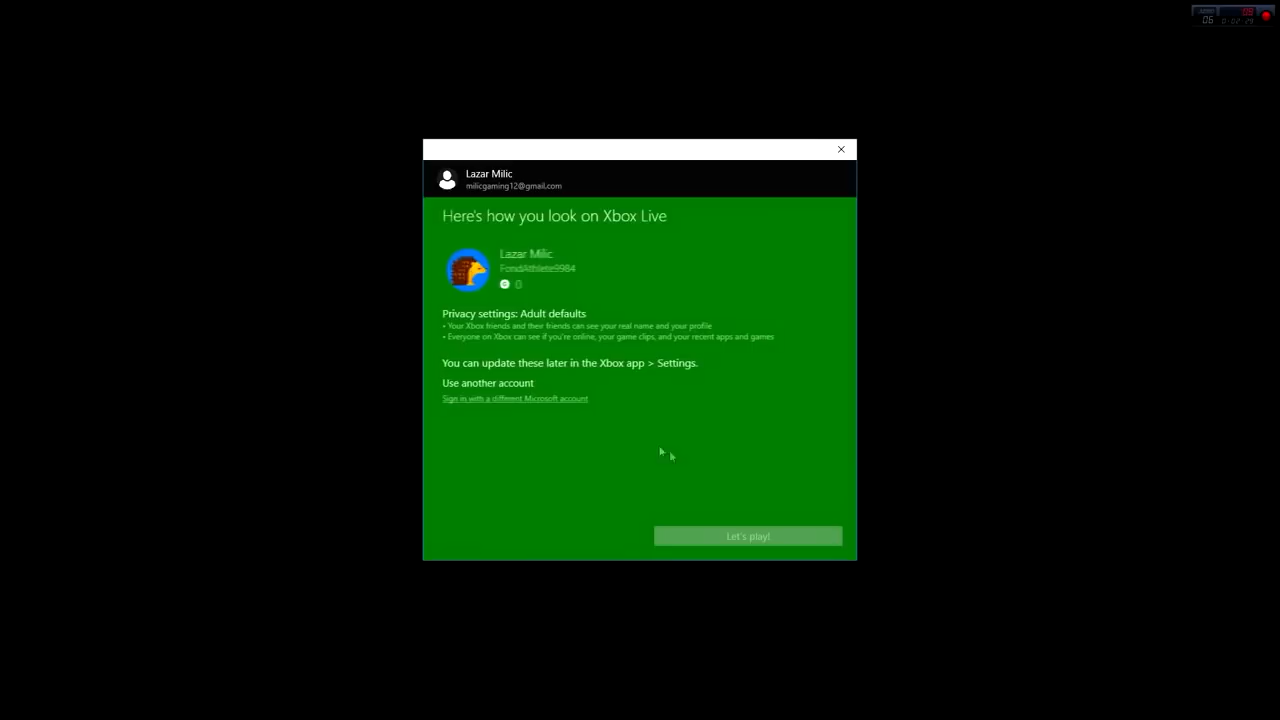 Lazar Milic
milicgaming12@gmail.com
Here's how you look on Xbox Live
Lazar Milic
FondAthlete9984
G 0
Privacy settings: Adult defaults
• Your Xbox friends and their friends can see your real name and your profile
• Everyone on Xbox can see if you're online, your game clips, and your recent apps and games
You can update these later in the Xbox app > Settings.
Use another account
Sign in with a different Microsoft account
Let's play!